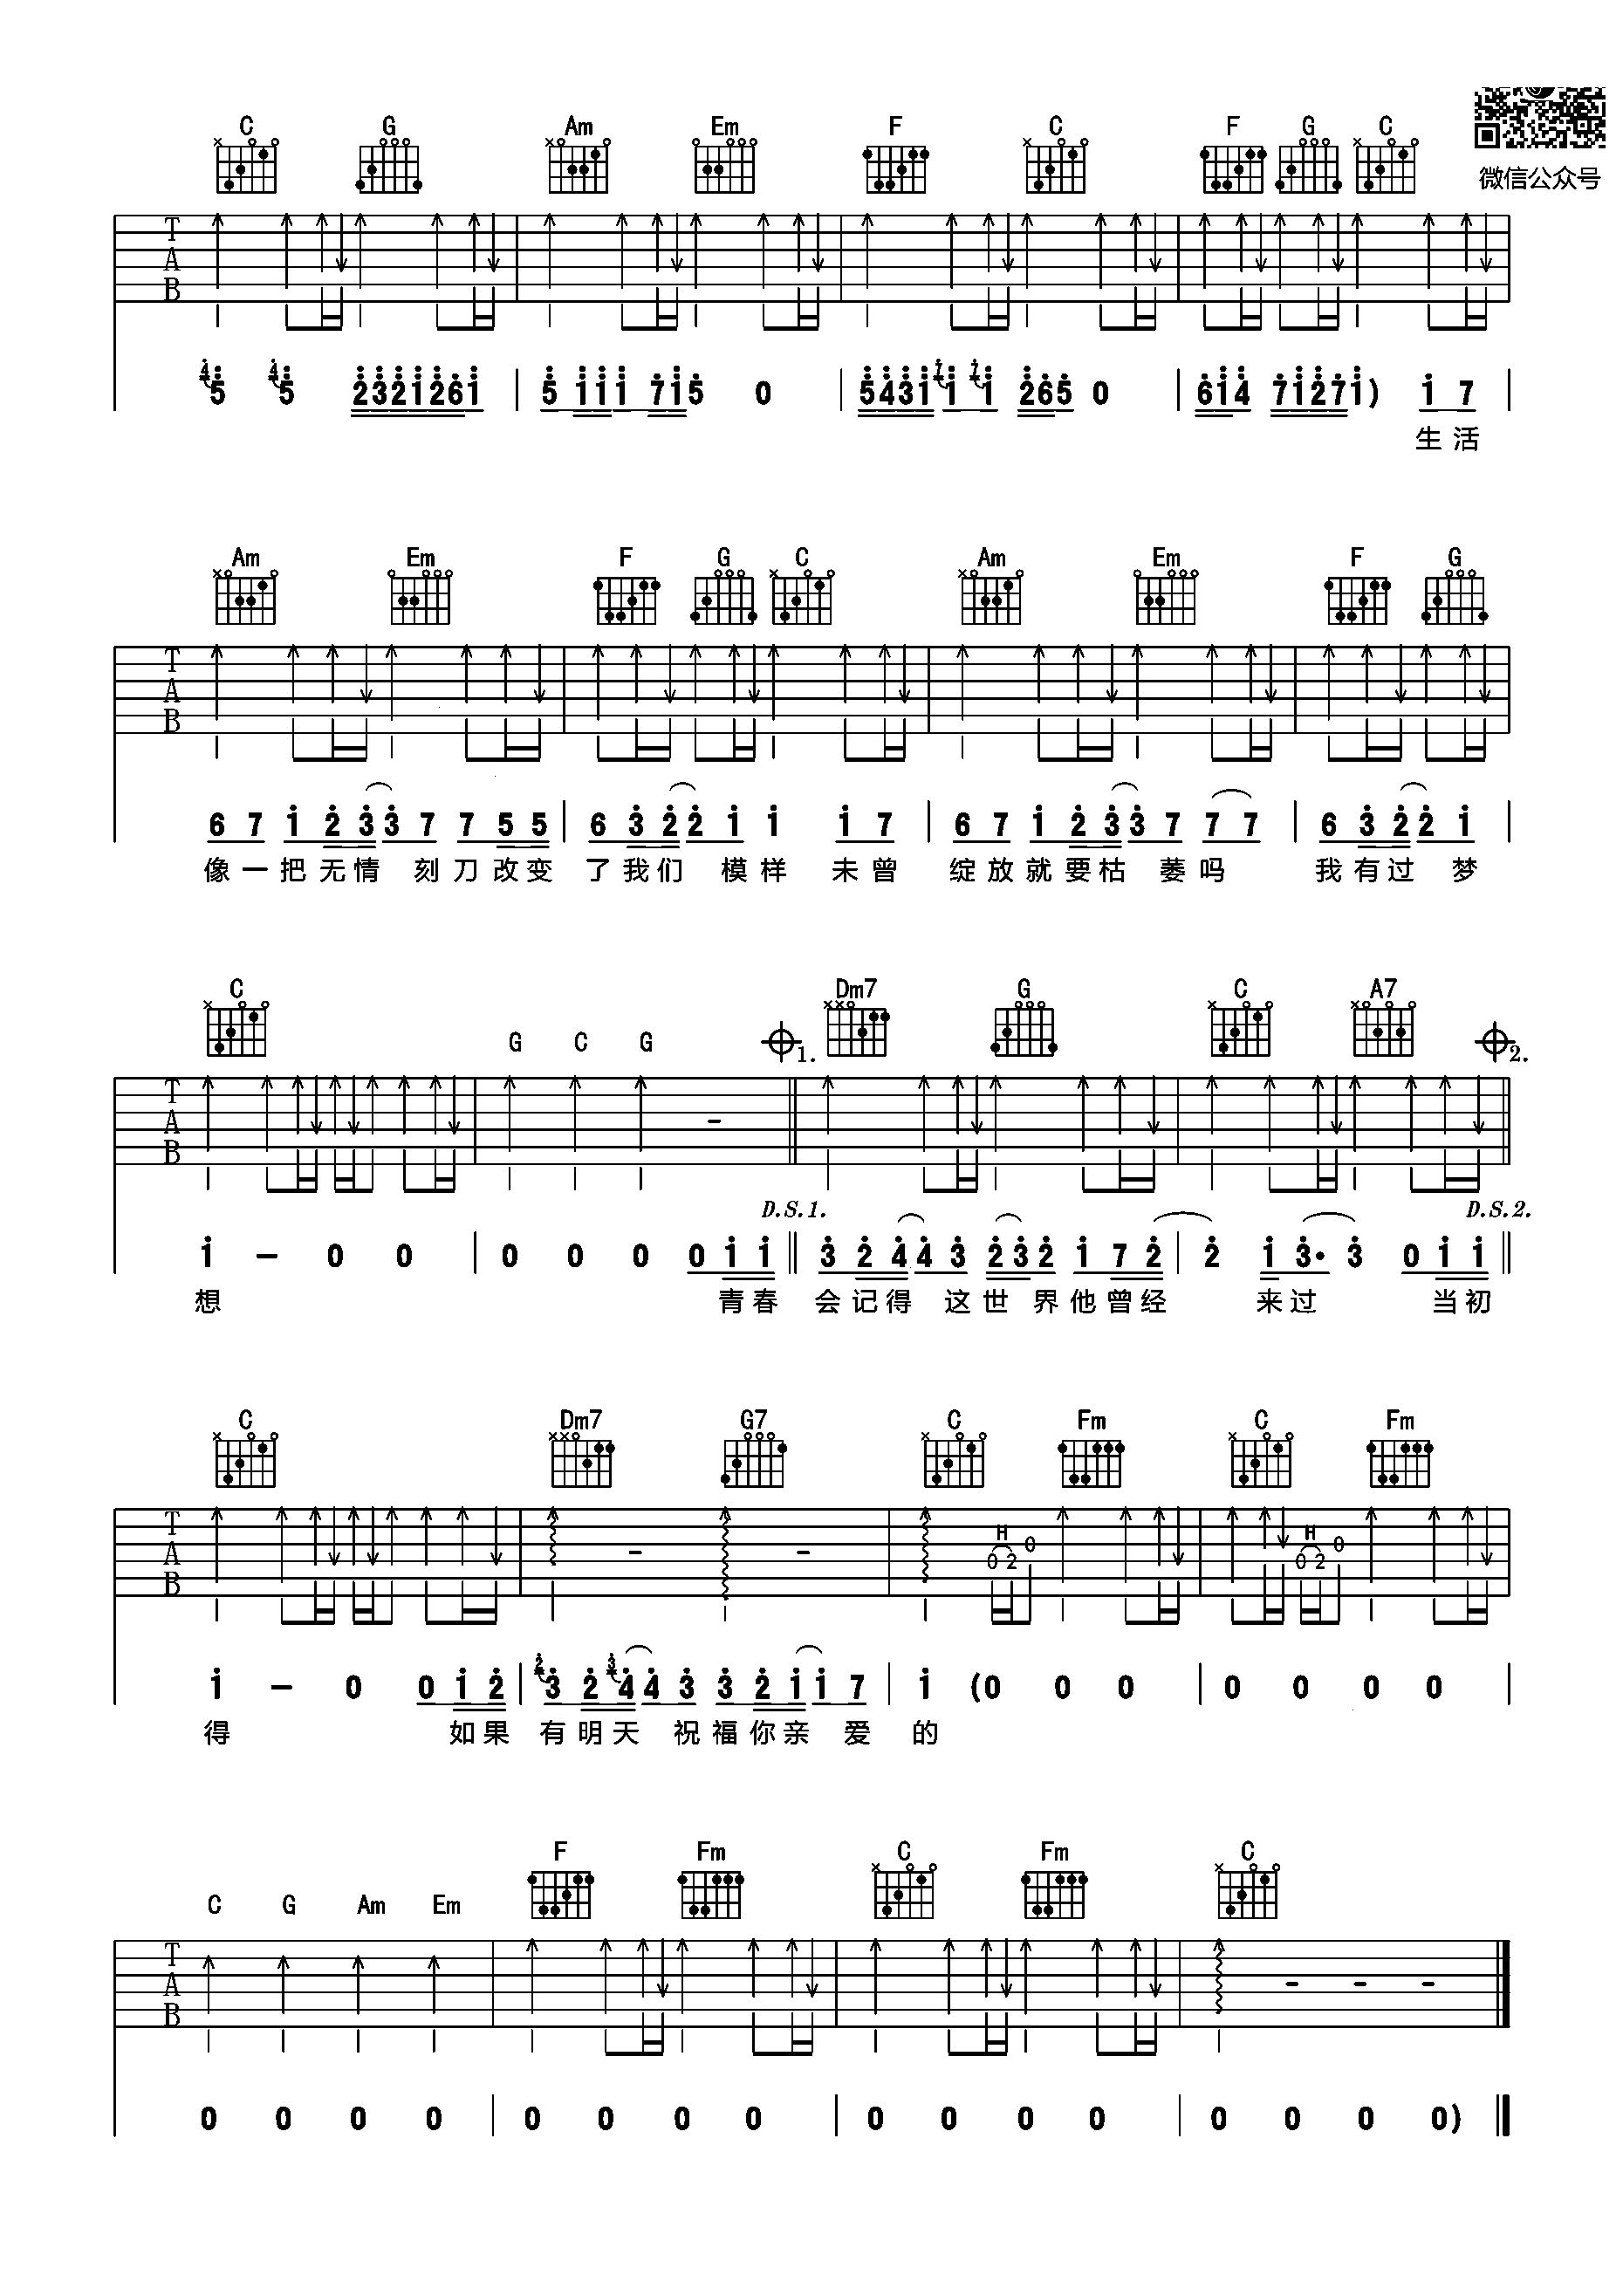 C G Am Em F C F G C
微信公众号
T
A
B
4 5 4 5 2321261 | 5 111 715 0 | 5431 7 1 7 1 265 0 | 614 71271) 1 7 |
生活
Am Em F G C Am Em F G
T
A
B
6 7 1 2 3 3 7 7 5 5 | 6 3 2 2 1 1 1 7 | 6 7 1 2 3 3 7 7 7 | 6 3 2 2 1
像一把无情 刻刀改变 了我们 模样 未曾 绽放就要枯 萎吗 我有过 梦
C G C G 1. Dm7 G C A7 2.
T
A
B
D.S.1. D.S.2.
1 - 0 0 | 0 0 0 0 1 1 || 3 2 4 4 3 2 3 2 1 7 2 | 2 1 3· 3 0 1 1 ||
想 青春 会记得 这世 界他曾经 来过 当初
C Dm7 G7 C Fm C Fm
T
A
B
H
0 2 0
H
0 2 0
1 - 0 0 1 2 | 2 3 2 3 4 4 3 3 2 1 1 7 | 1 (0 0 0 | 0 0 0 0 |
得 如果 有明天 祝福你亲 爱 的
C G Am Em F Fm C Fm C
T
A
B
0 0 0 0 | 0 0 0 0 | 0 0 0 0 | 0 0 0 0)